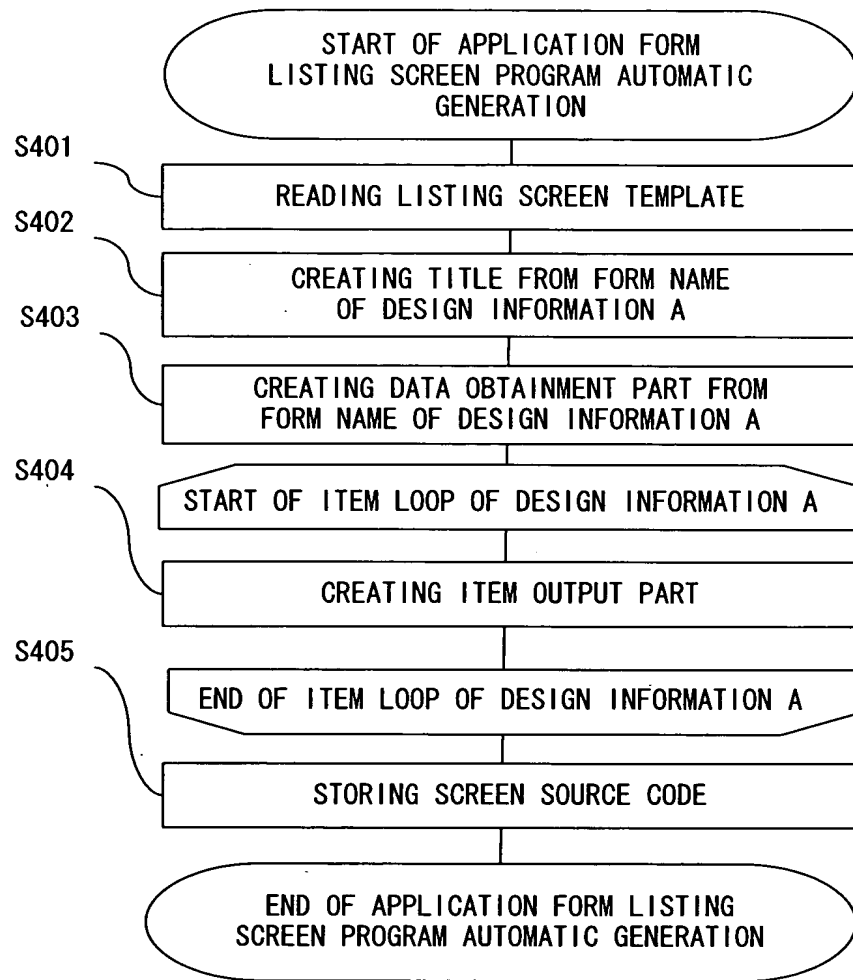 START OF APPLICATION FORM
LISTING SCREEN PROGRAM AUTOMATIC
GENERATION
S401
READING LISTING SCREEN TEMPLATE
S402
CREATING TITLE FROM FORM NAME
OF DESIGN INFORMATION A
S403
CREATING DATA OBTAINMENT PART FROM
FORM NAME OF DESIGN INFORMATION A
S404
START OF ITEM LOOP OF DESIGN INFORMATION A
CREATING ITEM OUTPUT PART
S405
END OF ITEM LOOP OF DESIGN INFORMATION A
STORING SCREEN SOURCE CODE
END OF APPLICATION FORM LISTING
SCREEN PROGRAM AUTOMATIC GENERATION